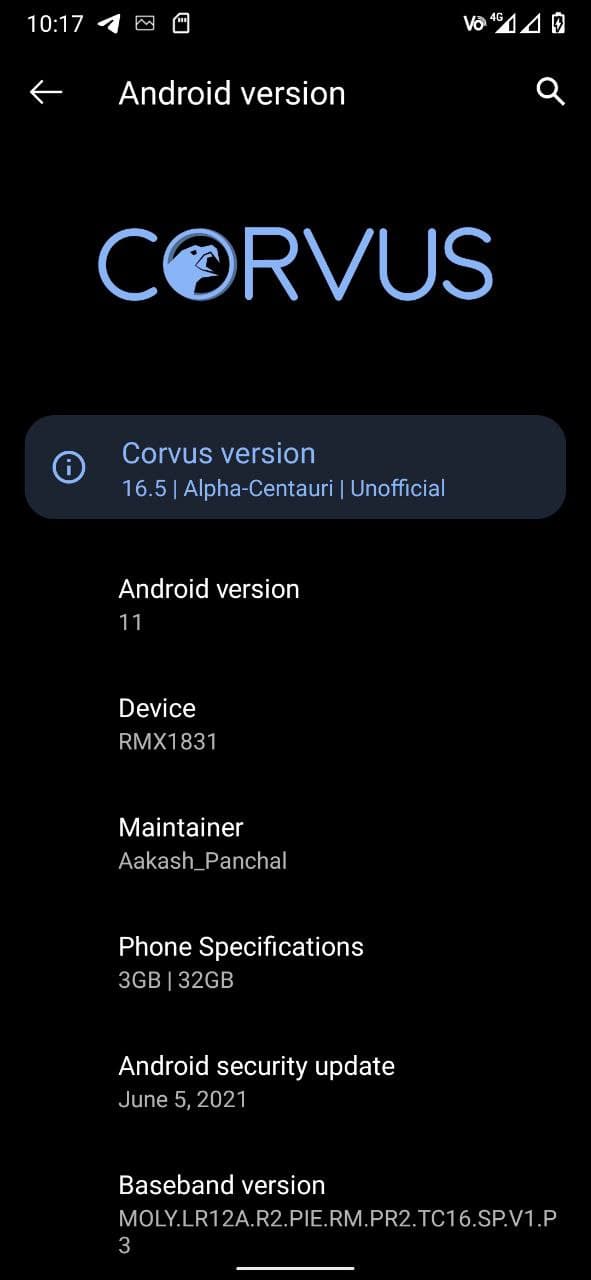 10:17 Vo 4G
Android version
CORVUS
Corvus version
16.5 | Alpha-Centauri | Unofficial
Android version
11
Device
RMX1831
Maintainer
Aakash_Panchal
Phone Specifications
3GB | 32GB
Android security update
June 5, 2021
Baseband version
MOLY.LR12A.R2.PIE.RM.PR2.TC16.SP.V1.P
3